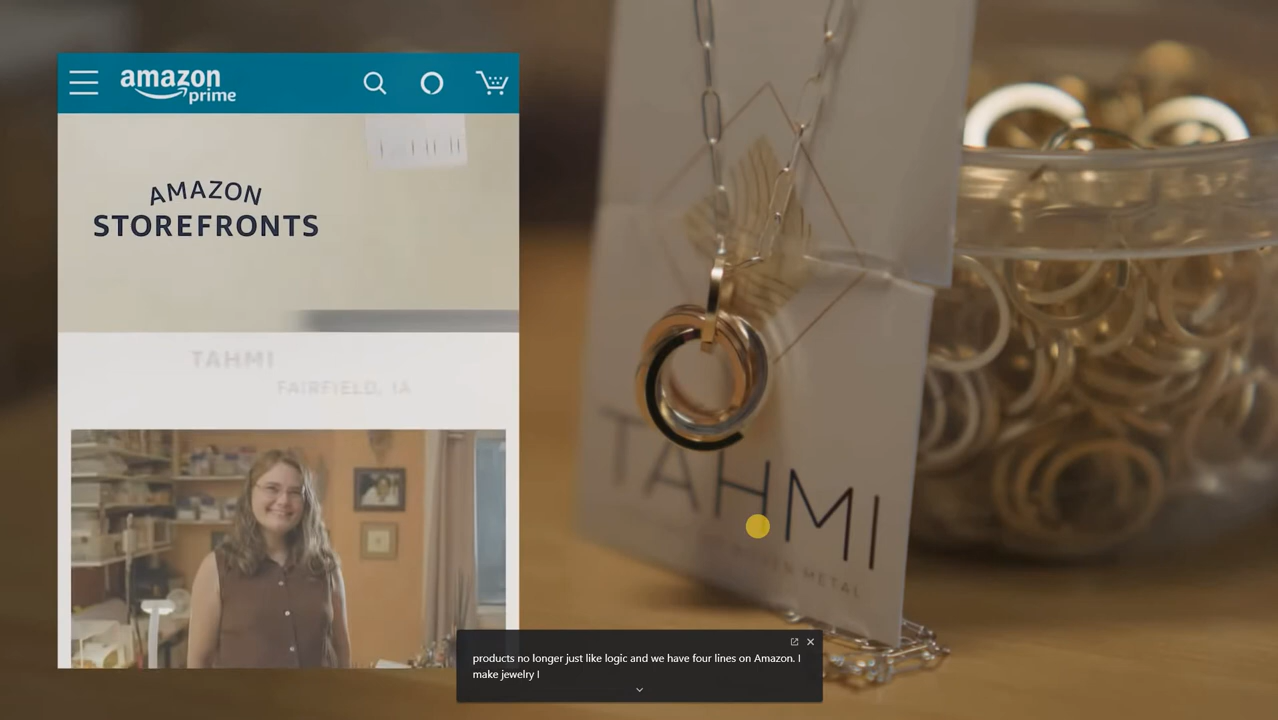 amazon
prime
AMAZON
STOREFRONTS
TAHMI
FAIRFIELD, IA
TAHMI
METAL
products no longer just like logic and we have four lines on Amazon. I
make jewelry I